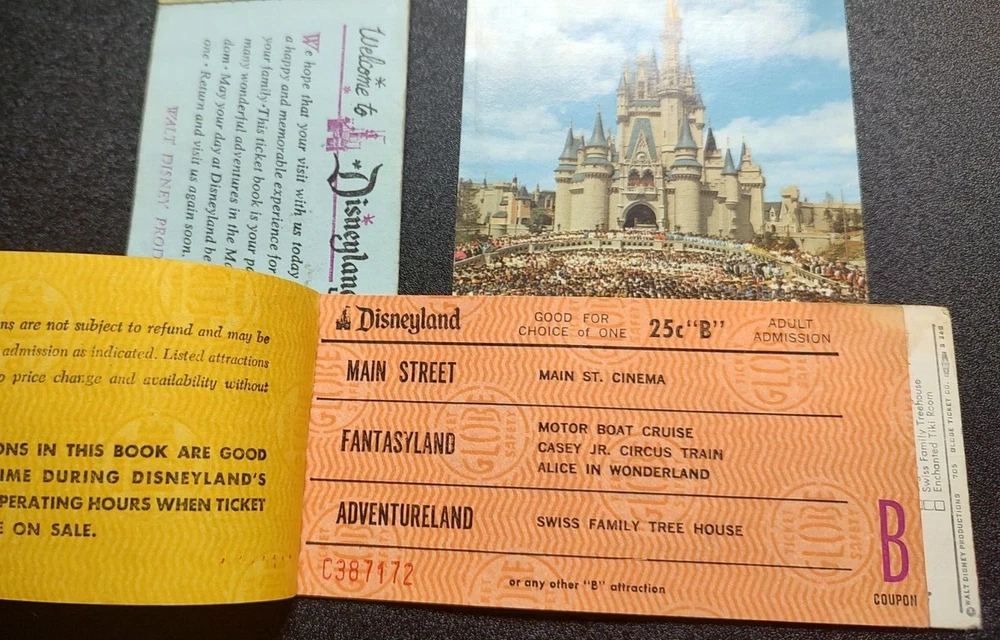 Welcome to
Disneyland
We hope that your visit with us today
a happy and memorable experience for
your family • This ticket book is your
many wonderful adventures in the
dom • May your day at Disneyland be
one • Return and visit us again soon.
WALT DISNEY PROD
ns are not subject to refund and may be
admission as indicated. Listed attractions
o price change and availability without
ONS IN THIS BOOK ARE GOOD
IME DURING DISNEYLAND'S
PERATING HOURS WHEN TICKET
E ON SALE.
Disneyland
GOOD FOR
CHOICE of ONE
25c "B"
ADULT
ADMISSION
MAIN STREET
MAIN ST. CINEMA
FANTASYLAND
MOTOR BOAT CRUISE
CASEY JR. CIRCUS TRAIN
ALICE IN WONDERLAND
ADVENTURELAND
SWISS FAMILY TREE HOUSE
C387172
or any other "B" attraction
B
COUPON
Swiss Family Treehouse
Enchanted Tiki Room
© WALT DISNEY PRODUCTIONS
GLOBE TICKET CO.